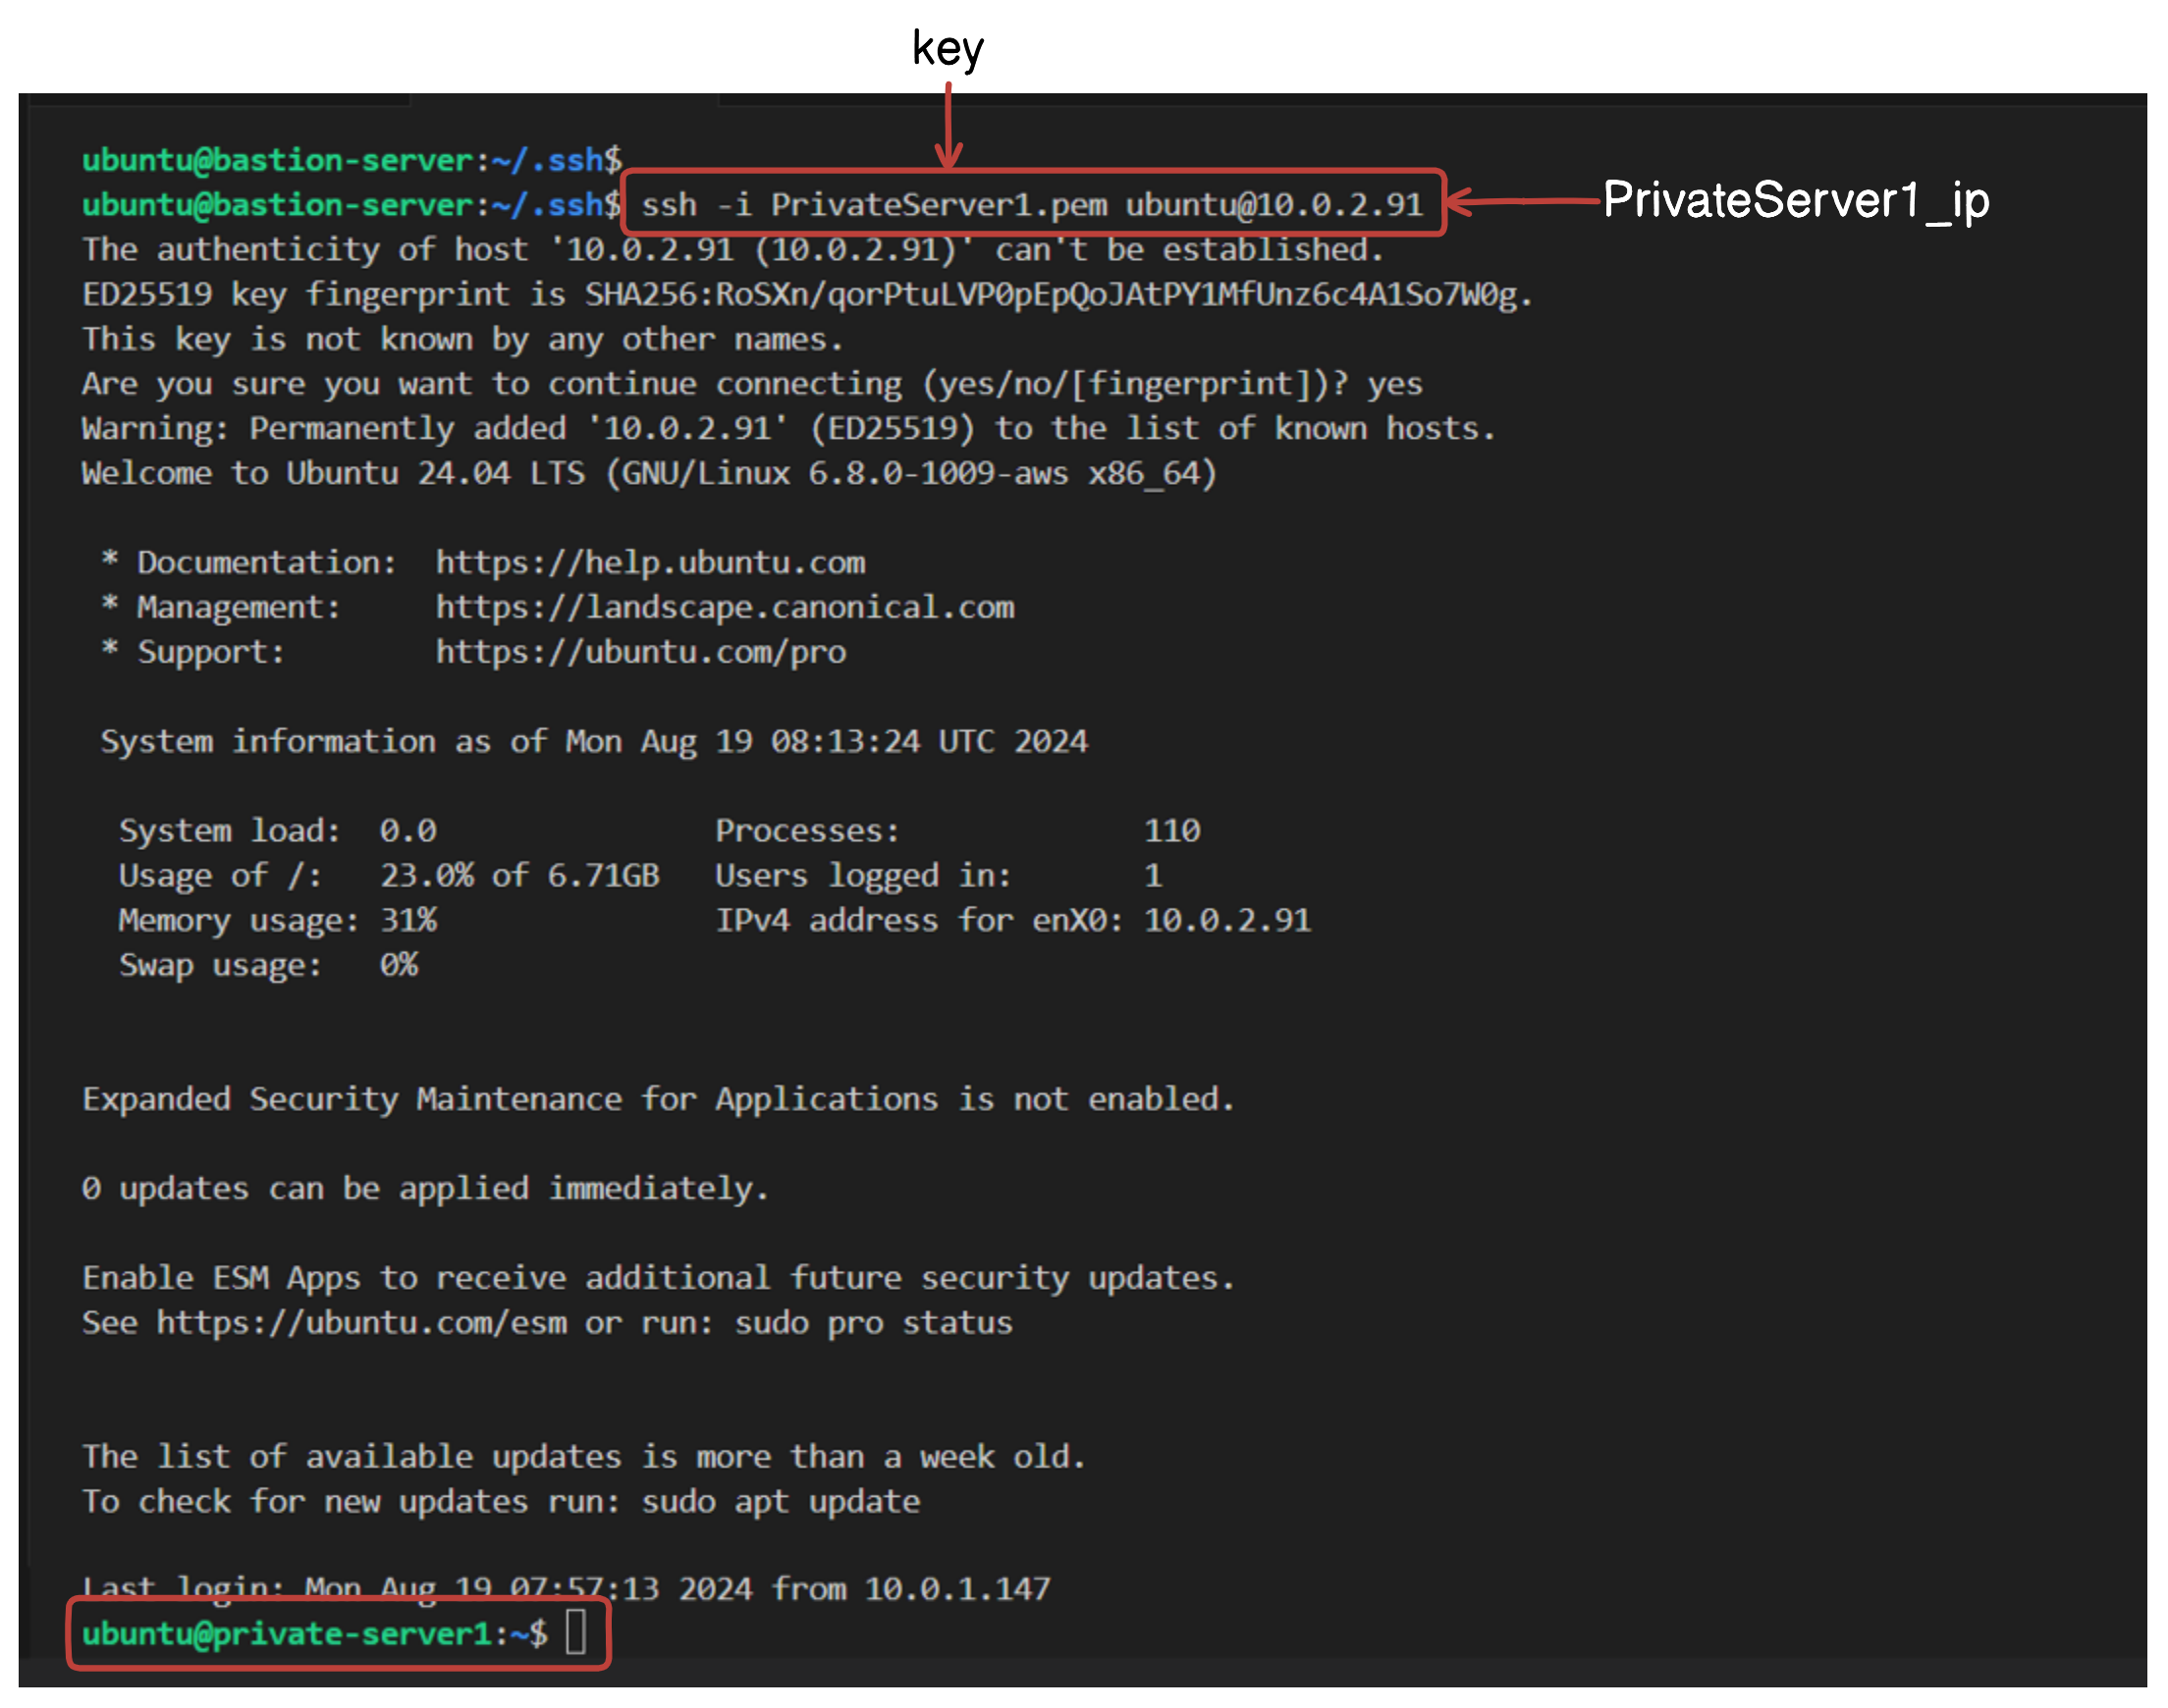 key
ubuntu@bastion-server:~/.ssh$
ubuntu@bastion-server:~/.ssh$ ssh -i PrivateServer1.pem ubuntu@10.0.2.91
PrivateServer1_ip
The authenticity of host '10.0.2.91 (10.0.2.91)' can't be established.
ED25519 key fingerprint is SHA256:RoSXn/qorPtuLVP0pEpQoJAtPY1MfUnz6c4A1So7W0g.
This key is not known by any other names.
Are you sure you want to continue connecting (yes/no/[fingerprint])? yes
Warning: Permanently added '10.0.2.91' (ED25519) to the list of known hosts.
Welcome to Ubuntu 24.04 LTS (GNU/Linux 6.8.0-1009-aws x86_64)
* Documentation: https://help.ubuntu.com
* Management: https://landscape.canonical.com
* Support: https://ubuntu.com/pro
System information as of Mon Aug 19 08:13:24 UTC 2024
System load: 0.0 Processes: 110
Usage of /: 23.0% of 6.71GB Users logged in: 1
Memory usage: 31% IPv4 address for enX0: 10.0.2.91
Swap usage: 0%
Expanded Security Maintenance for Applications is not enabled.
0 updates can be applied immediately.
Enable ESM Apps to receive additional future security updates.
See https://ubuntu.com/esm or run: sudo pro status
The list of available updates is more than a week old.
To check for new updates run: sudo apt update
Last login: Mon Aug 19 07:57:13 2024 from 10.0.1.147
ubuntu@private-server1:~$